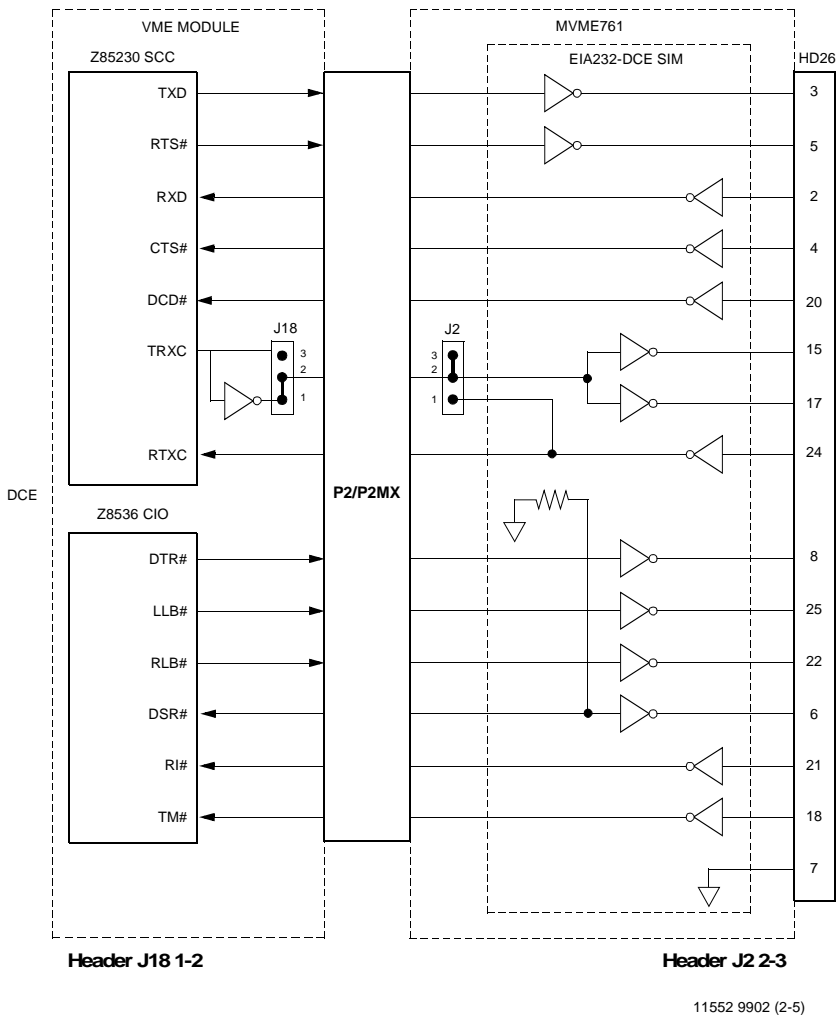 VME MODULE
MVME761
Z85230 SCC
EIA232-DCE SIM
HD26
TXD
3
RTS#
5
RXD
2
CTS#
4
DCD#
20
TRXC
J18
3
2
1
J2
3
2
1
15
17
RTXC
24
DCE
P2/P2MX
Z8536 CIO
DTR#
8
LLB#
25
RLB#
22
DSR#
6
RI#
21
TM#
18
7
Header J18 1-2
Header J2 2-3
11552 9902 (2-5)